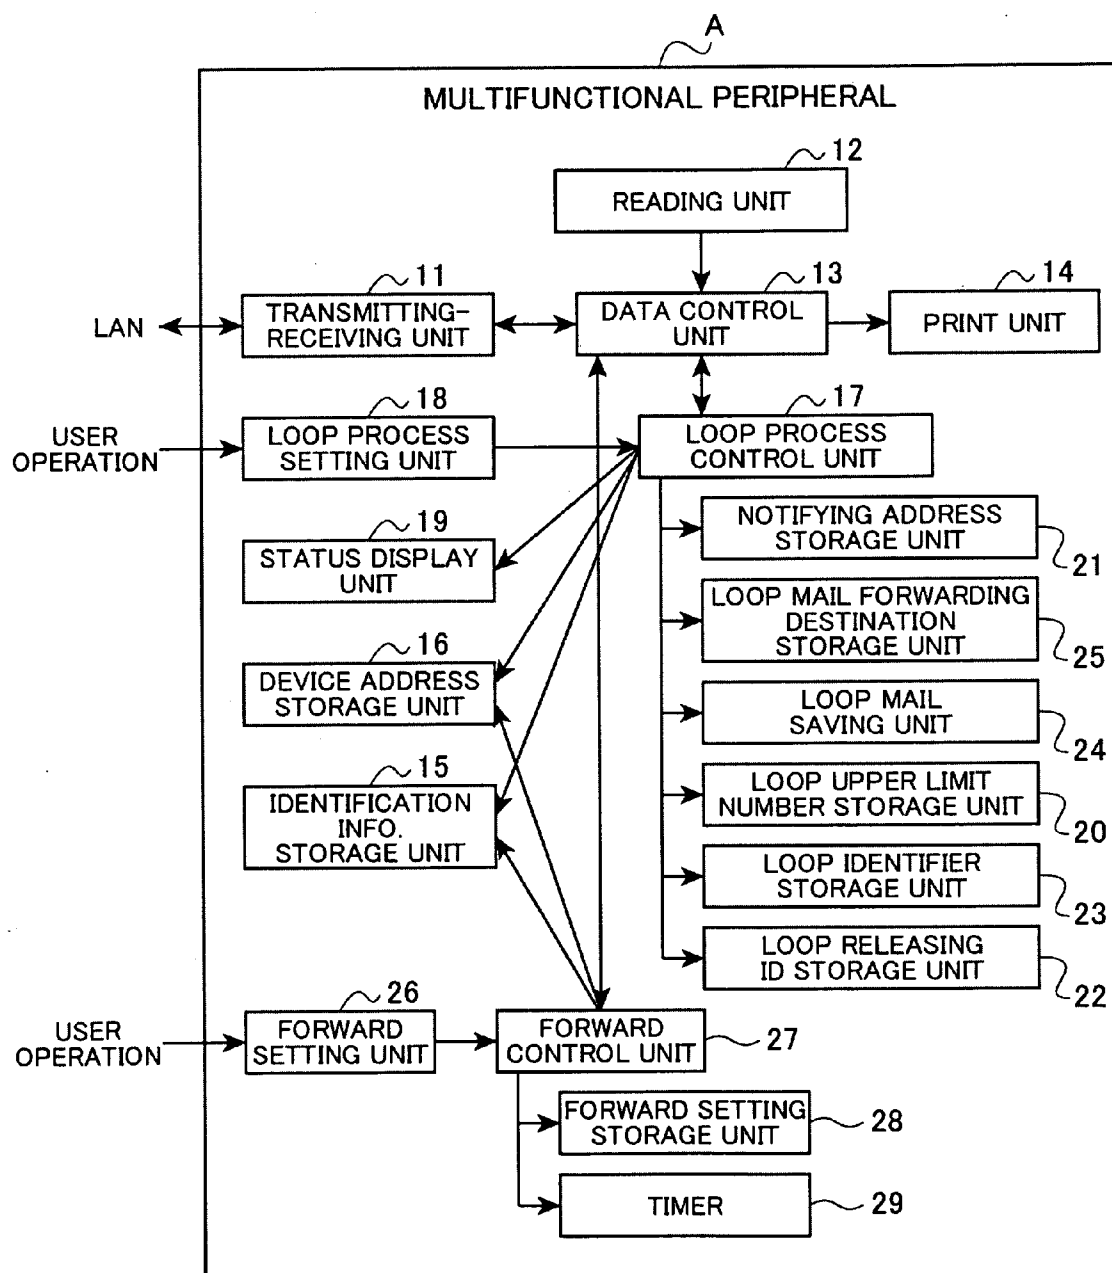 A
MULTIFUNCTIONAL PERIPHERAL
12
READING UNIT
11
13
14
LAN
TRANSMITTING-
RECEIVING UNIT
DATA CONTROL
UNIT
PRINT UNIT
18
17
USER
OPERATION
LOOP PROCESS
SETTING UNIT
LOOP PROCESS
CONTROL UNIT
19
STATUS DISPLAY
UNIT
NOTIFYING ADDRESS
STORAGE UNIT
21
LOOP MAIL FORWARDING
DESTINATION
STORAGE UNIT
25
16
DEVICE ADDRESS
STORAGE UNIT
LOOP MAIL
SAVING UNIT
24
15
IDENTIFICATION
INFO.
STORAGE UNIT
LOOP UPPER LIMIT
NUMBER STORAGE UNIT
20
LOOP IDENTIFIER
STORAGE UNIT
23
LOOP RELEASING
ID STORAGE UNIT
22
26
USER
OPERATION
FORWARD
SETTING UNIT
FORWARD
CONTROL UNIT
27
FORWARD SETTING
STORAGE UNIT
28
TIMER
29